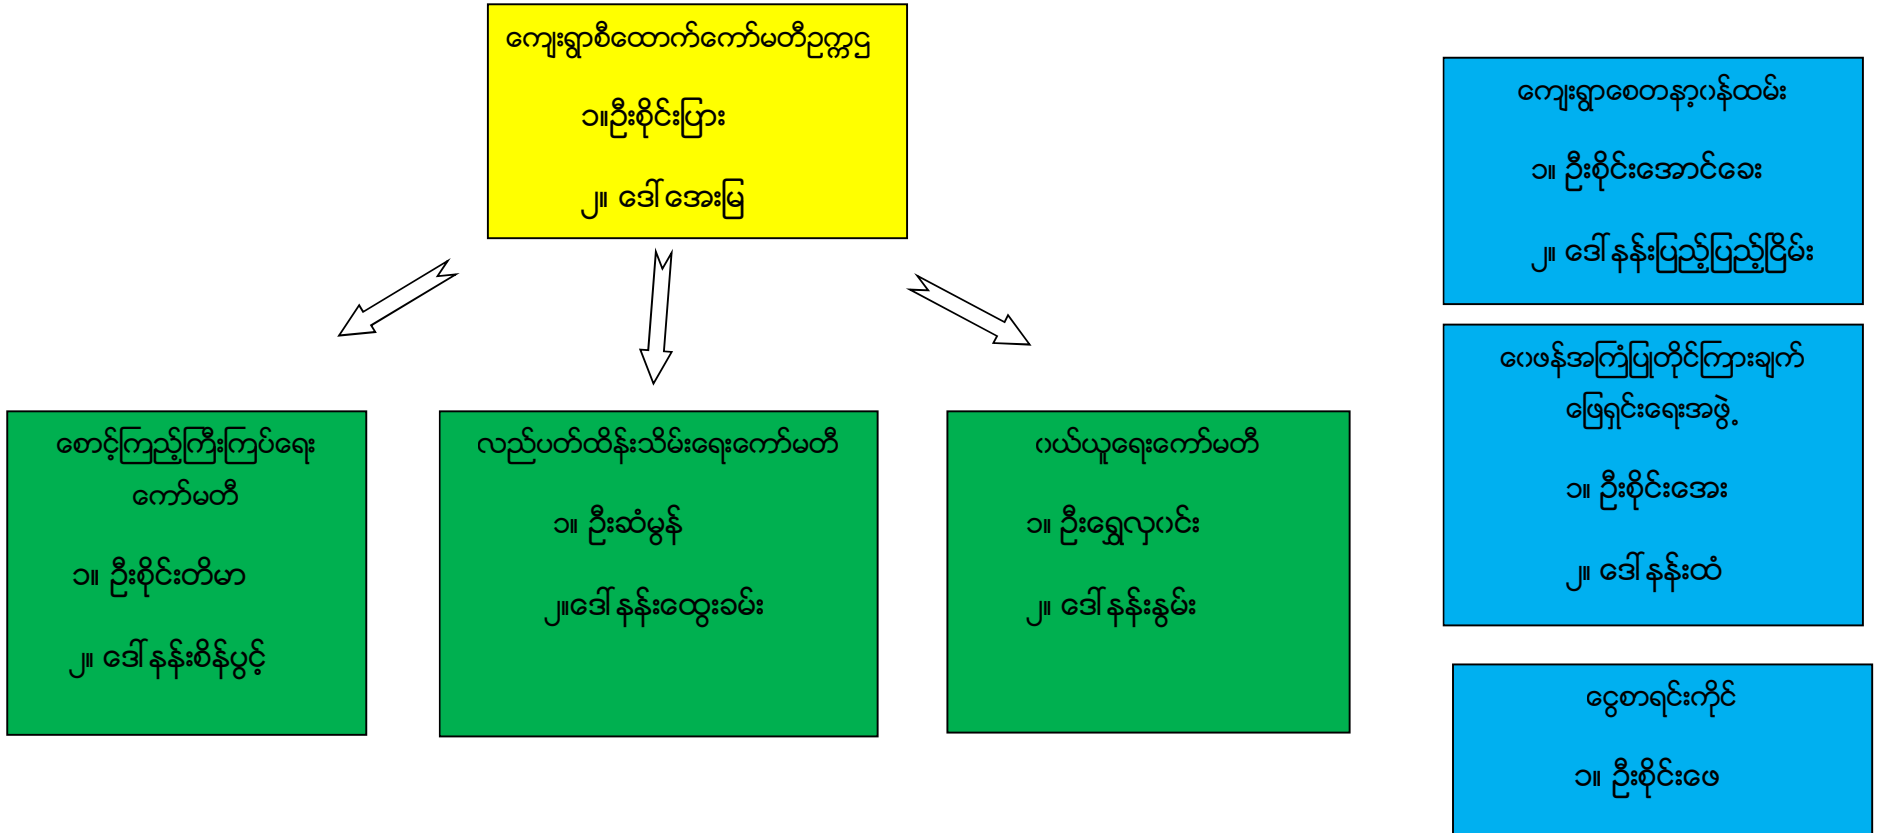 ကျေးရွာစီထောက်ကော်မတီဥက္ကဌ
၁။ဦးစိုင်းပြား
၂။ ဒေါ်အေးမြ
စောင့်ကြည့်ကြီးကြပ်ရေး
ကော်မတီ
၁။ ဦးစိုင်းတိမာ
၂။ ဒေါ်နန်းစိန်ပွင့်
လည်ပတ်ထိန်းသိမ်းရေးကော်မတီ
၁။ ဦးဆံမွန်
၂။ဒေါ်နန်းထွေးခမ်း
ဝယ်ယူရေးကော်မတီ
၁။ ဦးရွှေလှဝင်း
၂။ ဒေါ်နန်းနွမ်း
ကျေးရွာစေတနာ့ဝန်ထမ်း
၁။ ဦးစိုင်းအောင်ခေး
၂။ ဒေါ်နန်းပြည့်ပြည့်ငြိမ်း
ဝေဖန်အကြံပြုတိုင်ကြားချက်
ဖြေရှင်းရေးအဖွဲ့
၁။ ဦးစိုင်းအေး
၂။ ဒေါ်နန်းထံ
ငွေစာရင်းကိုင်
၁။ ဦးစိုင်းဖေ